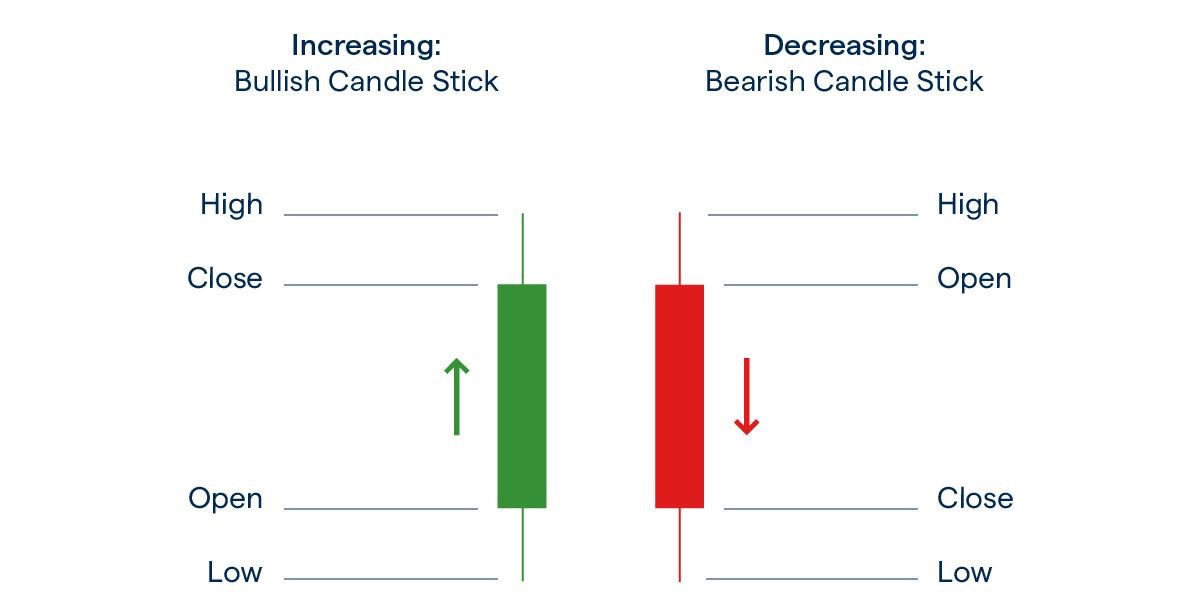 Increasing:
Bullish Candle Stick
Decreasing:
Bearish Candle Stick
High
Close
Open
Low
High
Open
Close
Low